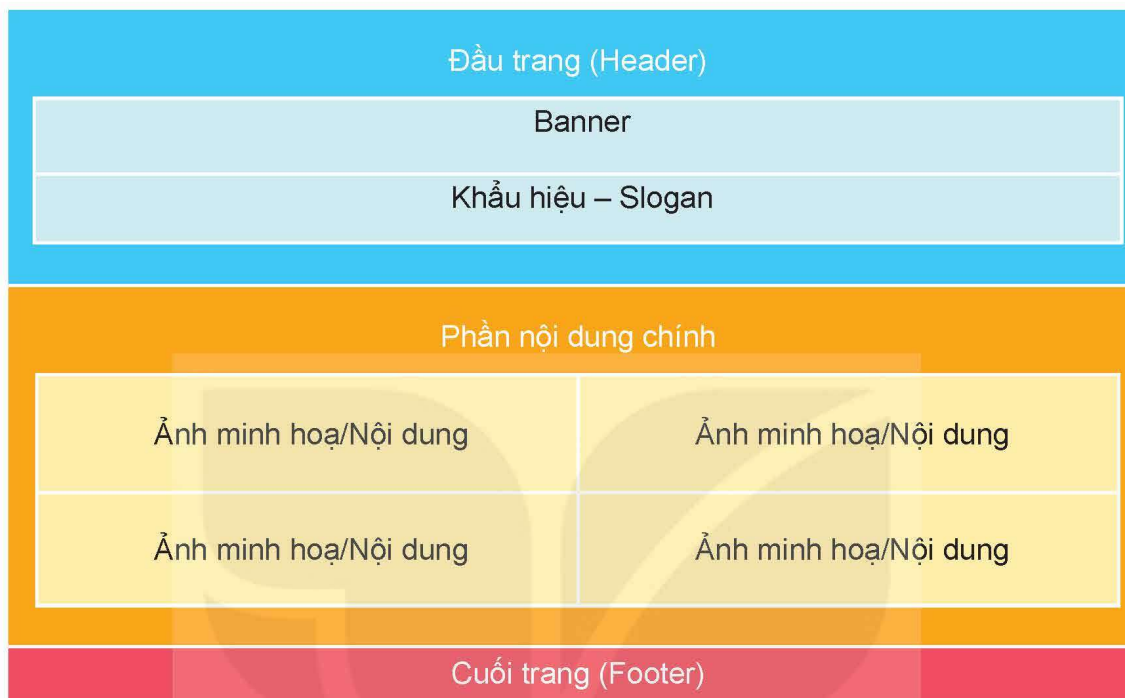 Đầu trang (Header)
Banner
Khẩu hiệu – Slogan
Phần nội dung chính
Ảnh minh hoạ/Nội dung
Ảnh minh hoạ/Nội dung
Ảnh minh hoạ/Nội dung
Ảnh minh hoạ/Nội dung
Cuối trang (Footer)